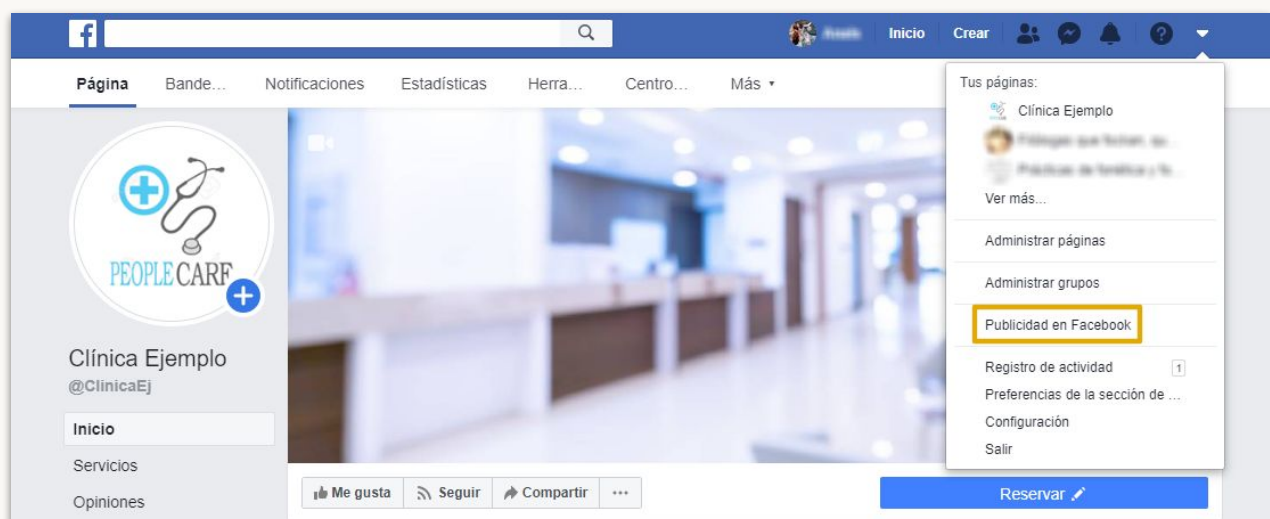 f
Inicio Crear
Página Bande... Notificaciones Estadísticas Herra... Centro... Más
Tus páginas:
Clínica Ejemplo
Ver más...
Administrar páginas
Administrar grupos
Publicidad en Facebook
Registro de actividad 1
Preferencias de la sección de ...
Configuración
Salir
PEOPLE CARE
Clínica Ejemplo
@ClinicaEj
Inicio
Servicios
Opiniones
Me gusta Seguir Compartir ...
Reservar